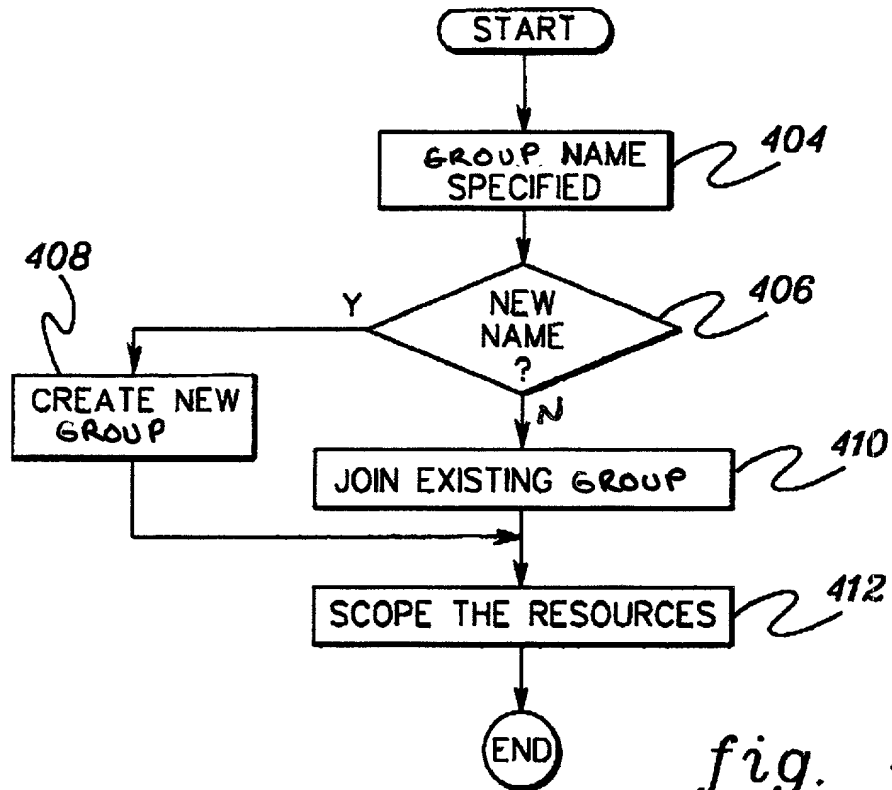 START
GROUP NAME
SPECIFIED
404
408
Y
NEW
NAME
?
406
CREATE NEW
GROUP
N
JOIN EXISTING GROUP
410
SCOPE THE RESOURCES
412
END
fig.